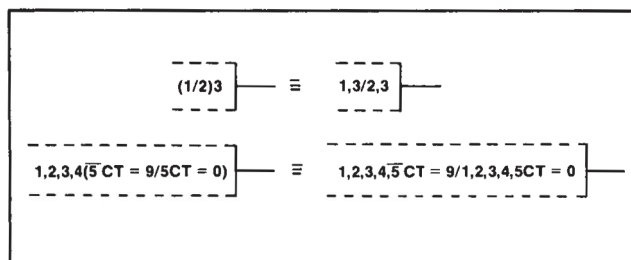 (1/2)3 ≡ 1,3/2,3
1,2,3,4(5̅ CT = 9/5CT = 0) ≡ 1,2,3,4,5̅ CT = 9/1,2,3,4,5CT = 0